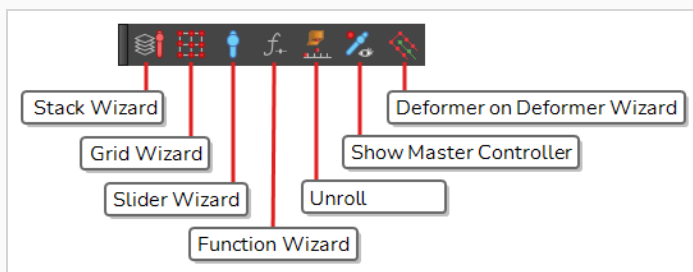 Stack Wizard
Deformer on Deformer Wizard
Grid Wizard
Show Master Controller
Slider Wizard
Unroll
Function Wizard